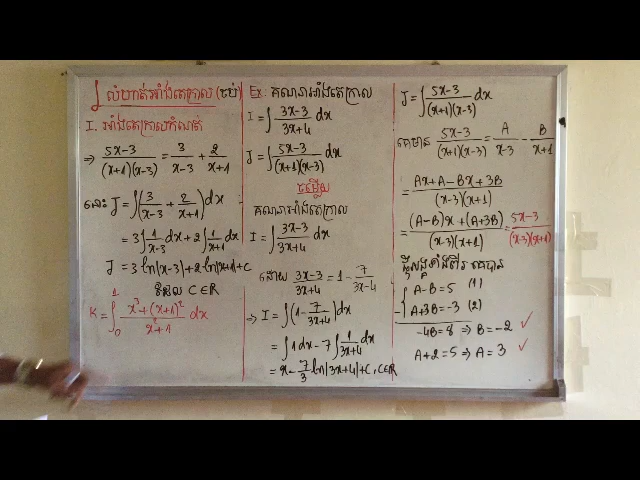 ∫ លំហាត់អាំងតេក្រាល (ចប់)
I. អាំងតេក្រាលកំណត់
⇒ (5x-3)/((x+1)(x-3)) = 3/(x-3) + 2/(x+1)
នេះ J = ∫(3/(x-3) + 2/(x+1))dx
= 3∫1/(x-3) dx + 2∫1/(x+1) dx
J = 3 ln|x-3| + 2 ln|x+1| + C
ដែល C∈R
K = ∫₀¹ (x³+(x+1)²)/(x²+1) dx
Ex: គណនាអាំងតេក្រាល
I = ∫ (3x-3)/(3x+4) dx
J = ∫ (5x-3)/((x+1)(x-3)) dx
ចម្លើយ
គណនាអាំងតេក្រាល
I = ∫ (3x-3)/(3x+4) dx
ដោយ (3x-3)/(3x+4) = 1 - 7/(3x-4)
⇒ I = ∫(1 - 7/(3x+4))dx
= ∫1dx - 7∫ 1/(3x+4) dx
= x - 7/3 ln|3x+4| + C, C∈R
J = ∫ (5x-3)/((x+1)(x-3)) dx
គេមាន (5x-3)/((x+1)(x-3)) = A/(x-3) - B/(x+1)
= (Ax+A-Bx+3B)/((x-3)(x+1))
= ((A-B)x+(A+3B))/((x-3)(x+1)) = (5x-3)/((x-3)(x+1))
ទាំងពីរ គេបាន
{ A-B=5 (1)
A+3B=-3 (2)
-4B=8 ⇒ B=-2 ✓
A+2=5 ⇒ A=3 ✓